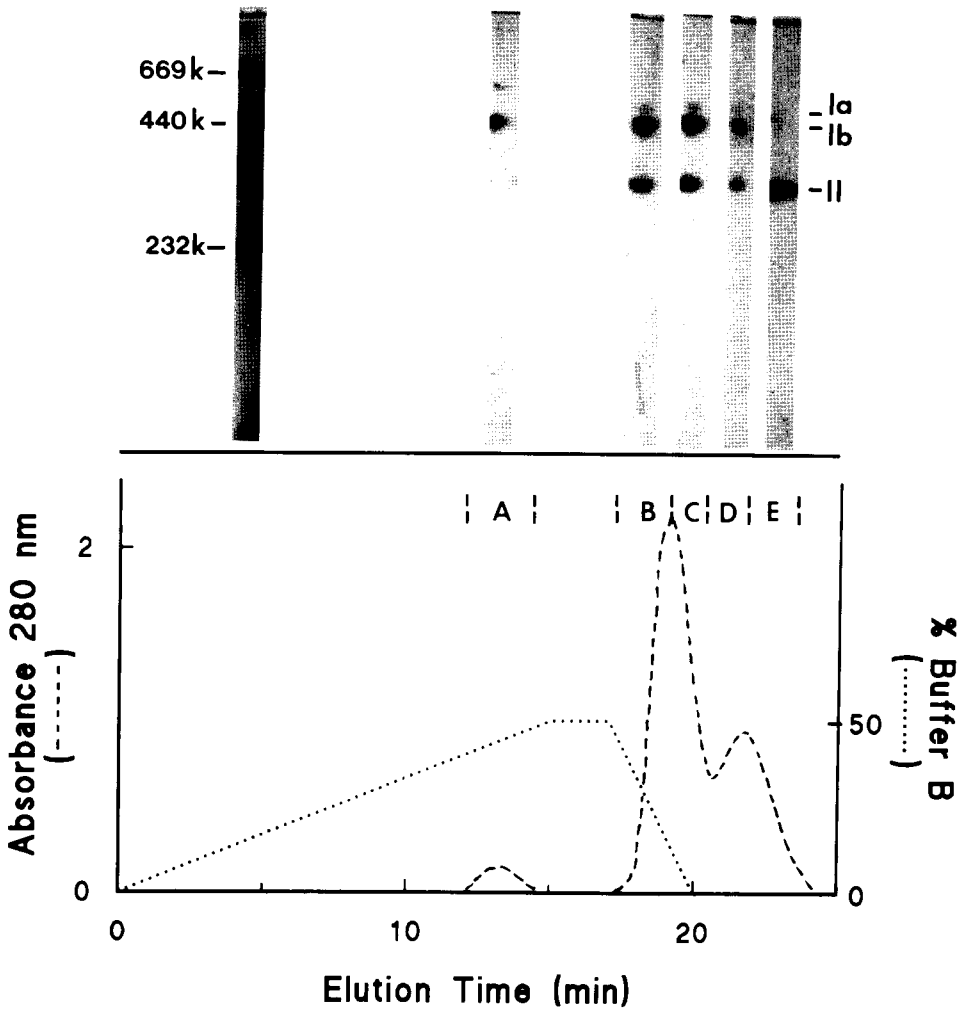 669k–
440k–
232k–
–Ia
–Ib
–II
A
B
C
D
E
2
0
Absorbance 280 nm
(-----)
50
0
% Buffer B
(........)
0
10
20
Elution Time (min)